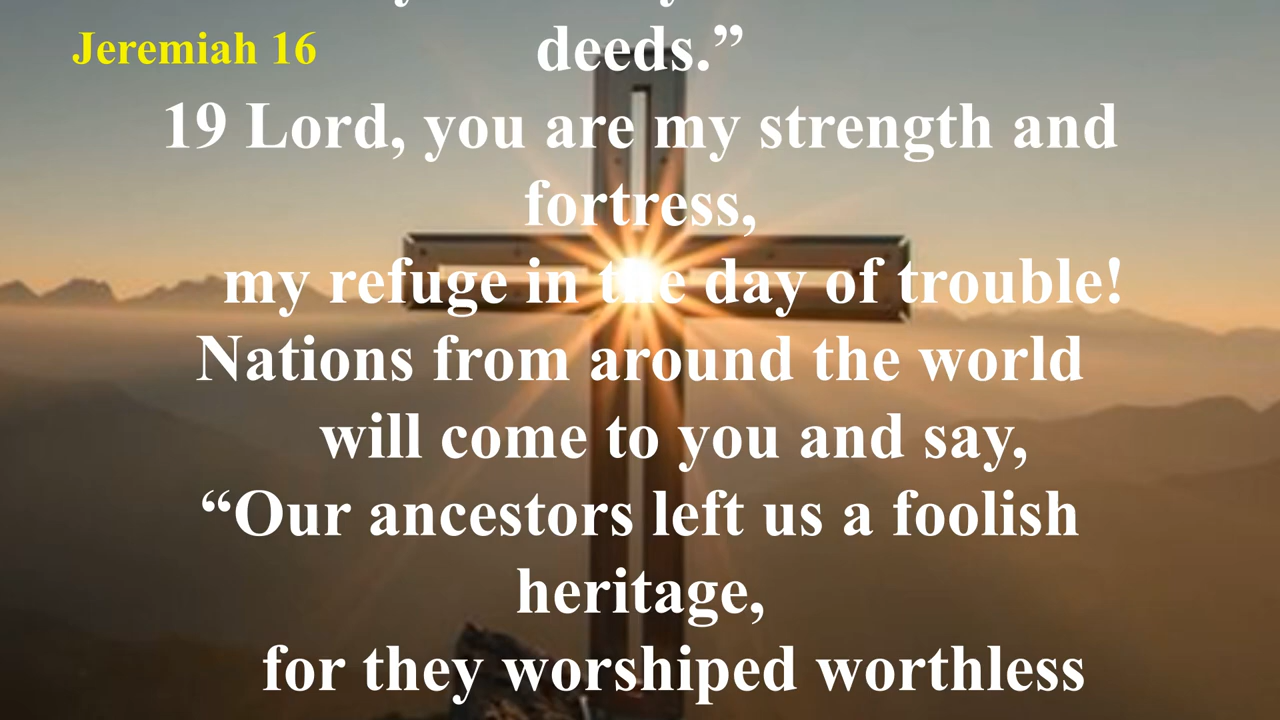 Jeremiah 16
deeds.”
19 Lord, you are my strength and
fortress,
my refuge in the day of trouble!
Nations from around the world
will come to you and say,
“Our ancestors left us a foolish
heritage,
for they worshiped worthless